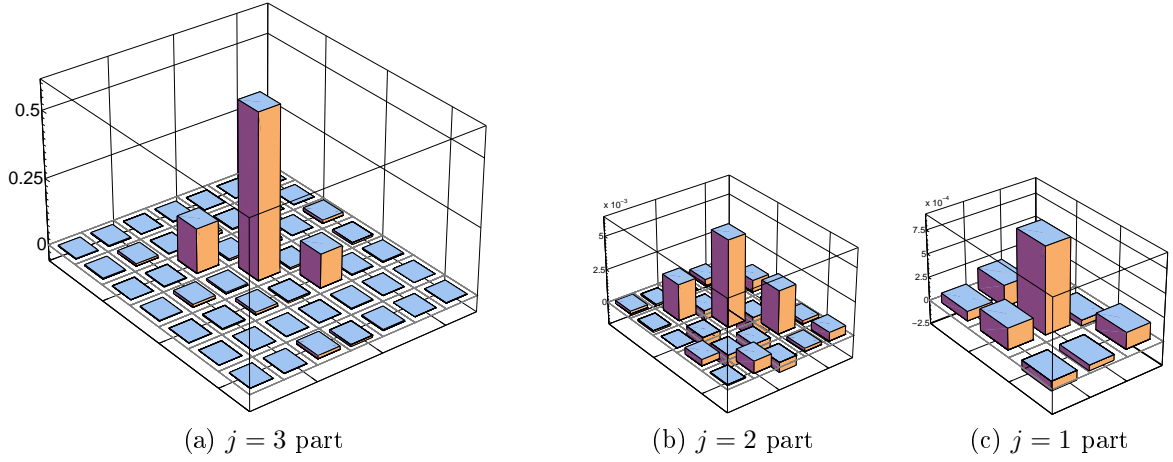 0.5
0.25
0
x 10⁻³
5
2.5
0
x 10⁻⁴
7.5
5
2.5
0
−2.5
(a) j = 3 part
(b) j = 2 part
(c) j = 1 part